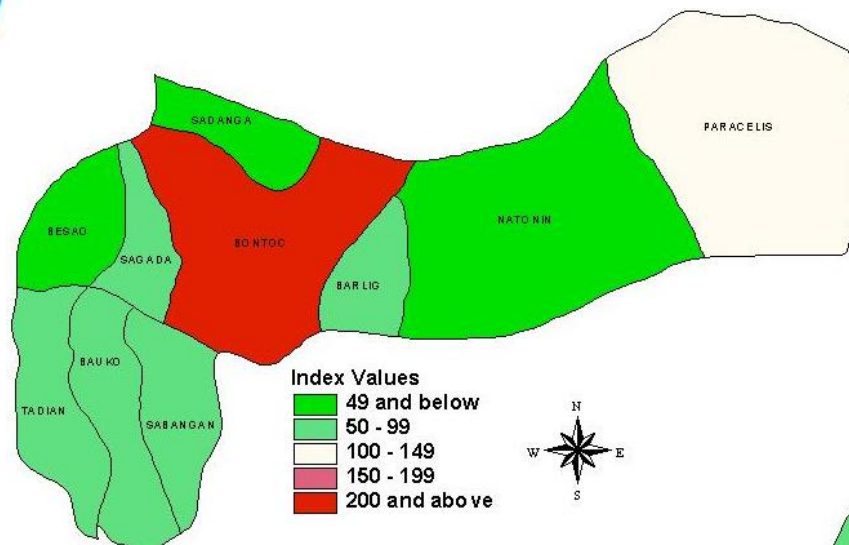 SADANGA
PARACELIS
BESAO
SAGADA
BONTOC
NATONIN
BARLIG
TADIAN
BAUKO
SABANGAN
Index Values
49 and below
50 - 99
100 - 149
150 - 199
200 and above
N
W E
S